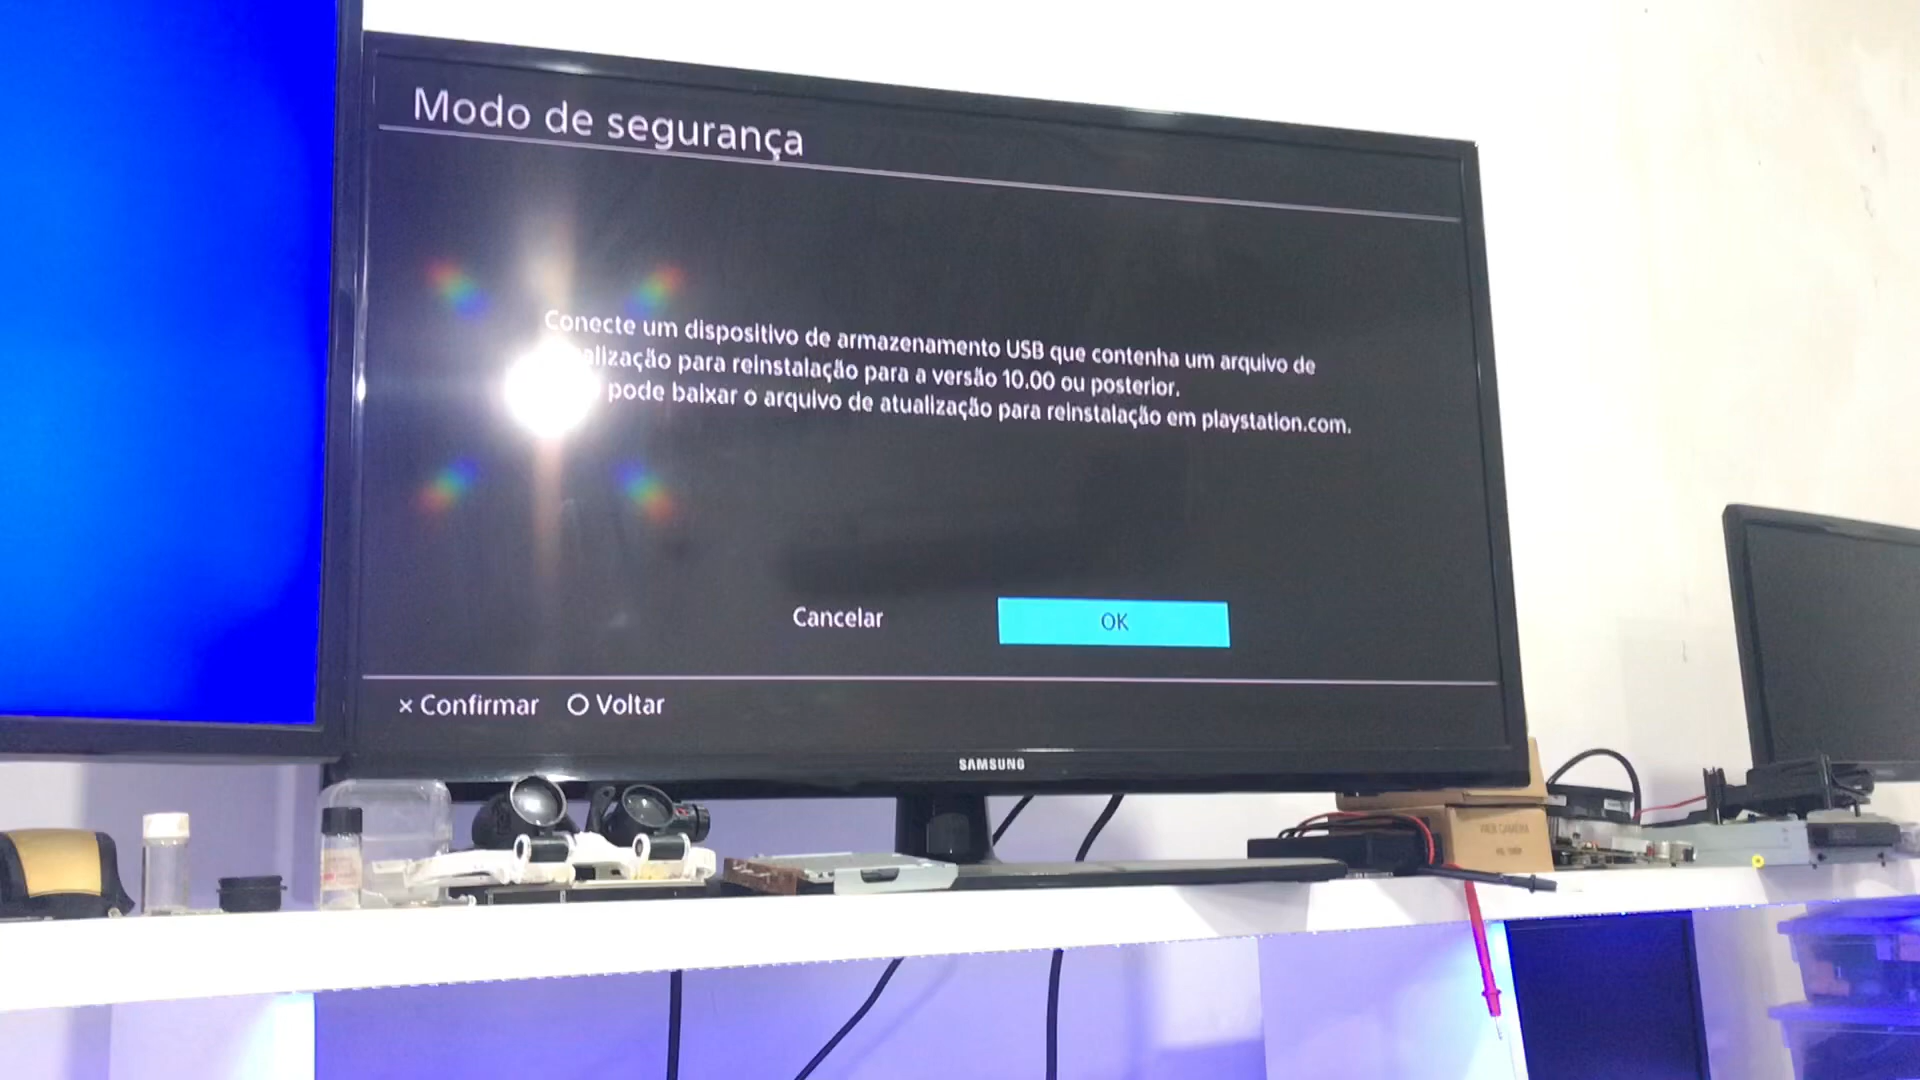 Modo de segurança
Conecte um dispositivo de armazenamento USB que contenha um arquivo de
para reinstalação para a versão 10.00 ou posterior.
pode baixar o arquivo de atualização para reinstalação em playstation.com.
Cancelar
OK
× Confirmar O Voltar
SAMSUNG